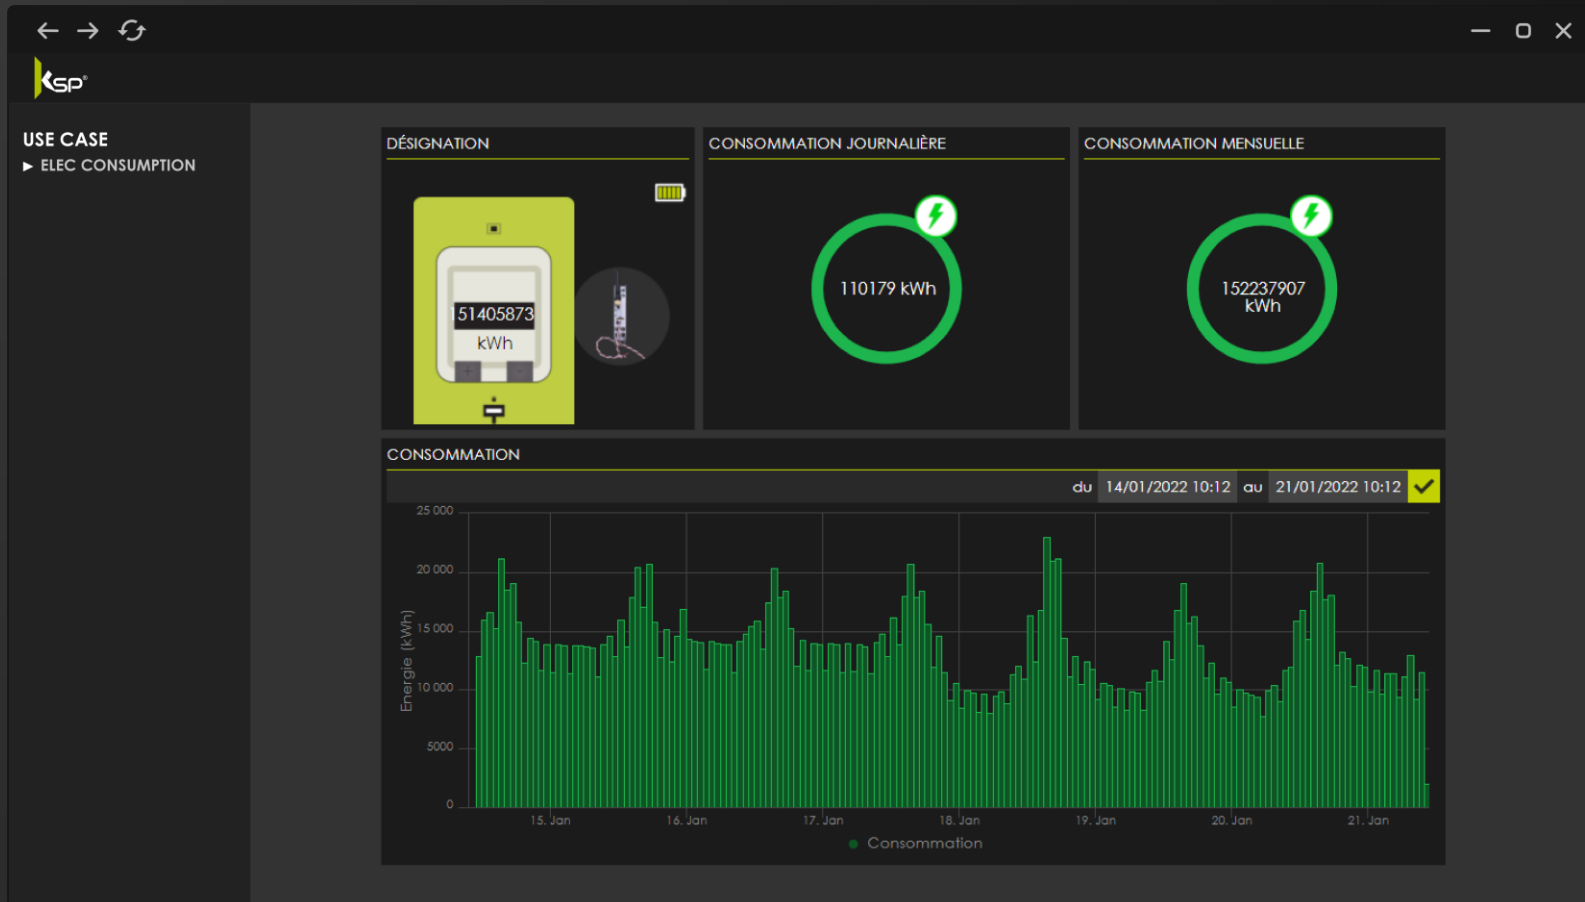 Ksp®
USE CASE
► ELEC CONSUMPTION
DÉSIGNATION
151405873
kWh
+ -
CONSOMMATION JOURNALIÈRE
110179 kWh
CONSOMMATION MENSUELLE
152237907
kWh
CONSOMMATION
du 14/01/2022 10:12 au 21/01/2022 10:12
Energie (kWh)
25 000
20 000
15 000
10 000
5000
0
15. Jan 16. Jan 17. Jan 18. Jan 19. Jan 20. Jan 21. Jan
Consommation